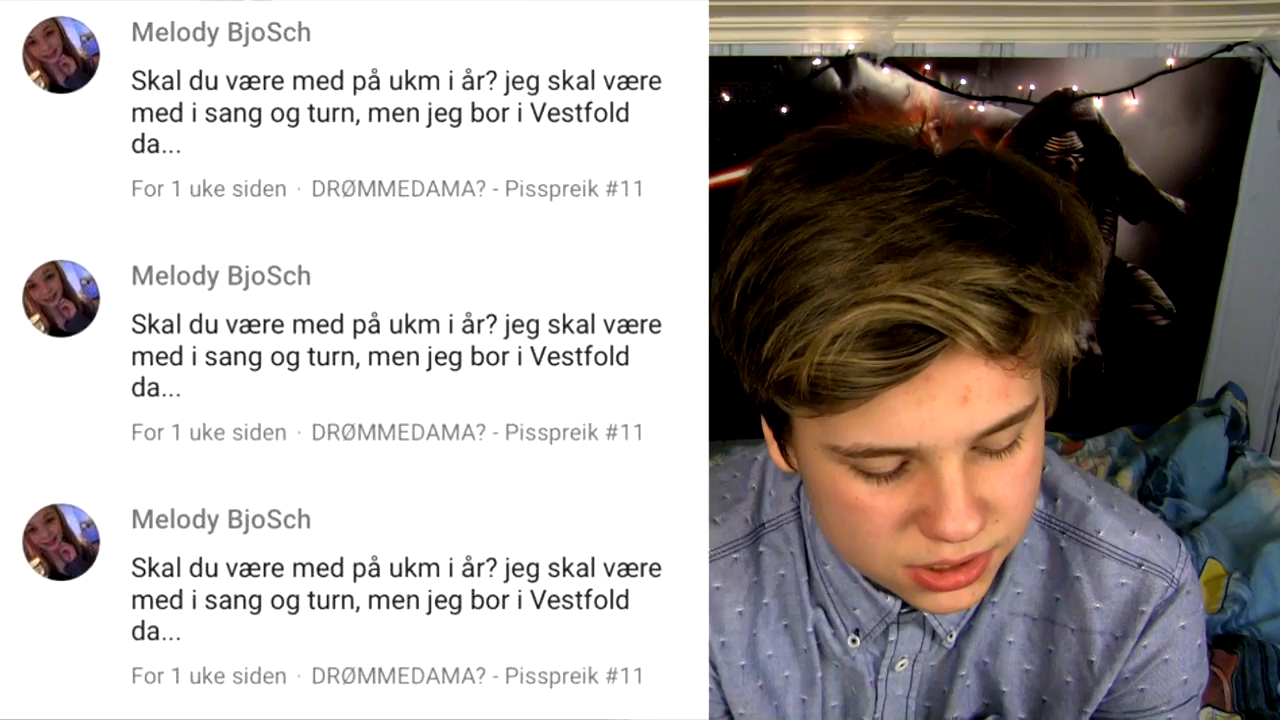 Melody BjoSch
Skal du være med på ukm i år? jeg skal være
med i sang og turn, men jeg bor i Vestfold
da...
For 1 uke siden · DRØMMEDAMA? - Pisspreik #11
Melody BjoSch
Skal du være med på ukm i år? jeg skal være
med i sang og turn, men jeg bor i Vestfold
da...
For 1 uke siden · DRØMMEDAMA? - Pisspreik #11
Melody BjoSch
Skal du være med på ukm i år? jeg skal være
med i sang og turn, men jeg bor i Vestfold
da...
For 1 uke siden · DRØMMEDAMA? - Pisspreik #11